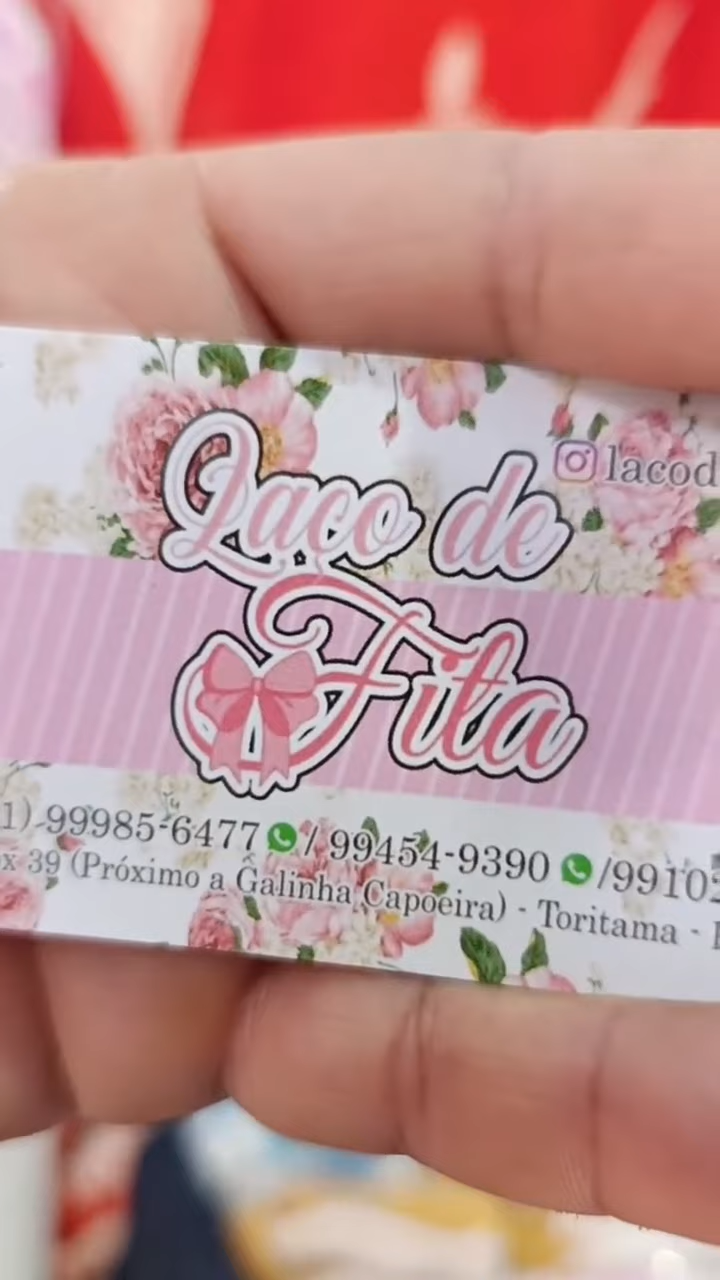 lacod
Laço de
Fita
1)-99985-6477 / 99454-9390 /9910
x 39 (Próximo a Galinha Capoeira) - Toritama -